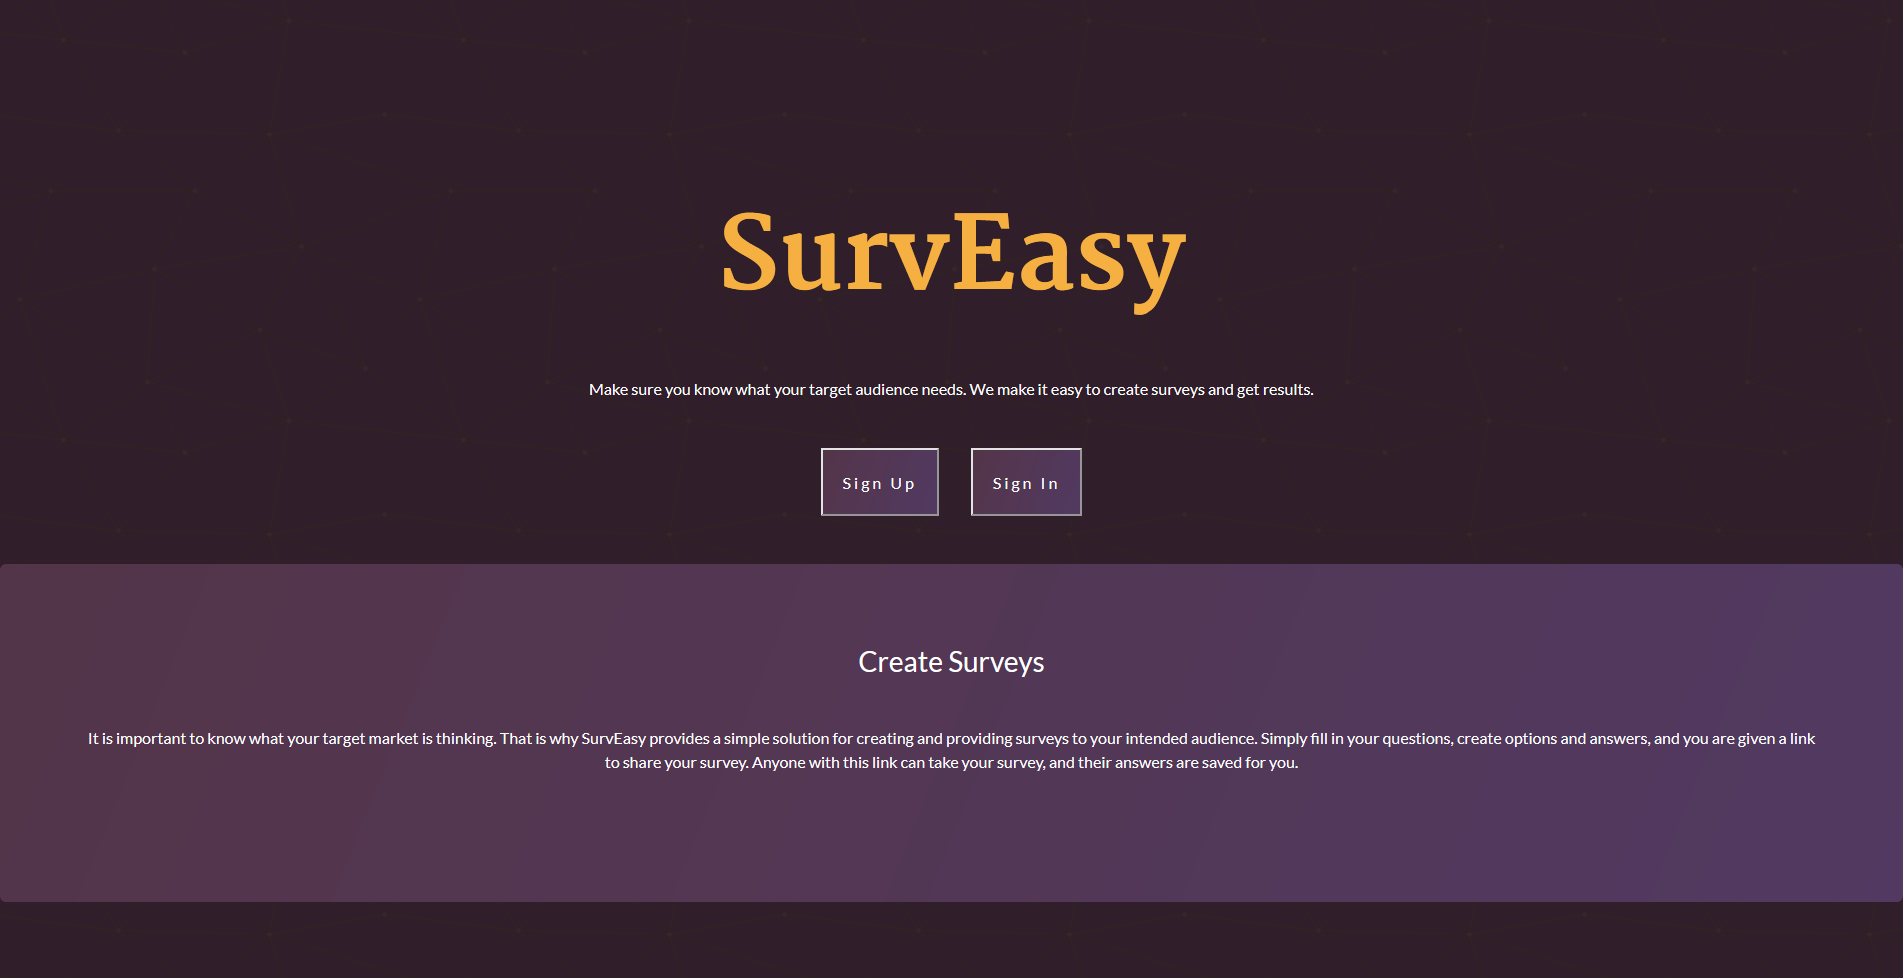 SurvEasy
Make sure you know what your target audience needs. We make it easy to create surveys and get results.
Sign Up
Sign In
Create Surveys
It is important to know what your target market is thinking. That is why SurvEasy provides a simple solution for creating and providing surveys to your intended audience. Simply fill in your questions, create options and answers, and you are given a link
to share your survey. Anyone with this link can take your survey, and their answers are saved for you.